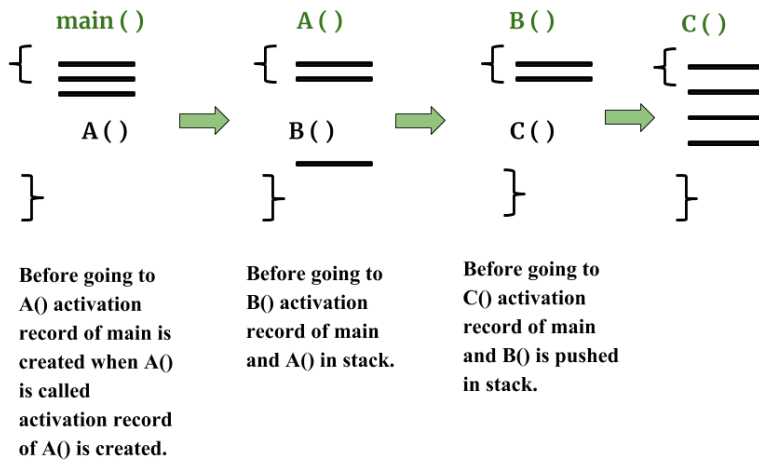 main ( )
A ( )
B ( )
C ( )
A ( )
B ( )
C ( )
Before going to
A() activation
record of main is
created when A()
is called
activation record
of A() is created.
Before going to
B() activation
record of main
and A() in stack.
Before going to
C() activation
record of main
and B() is pushed
in stack.